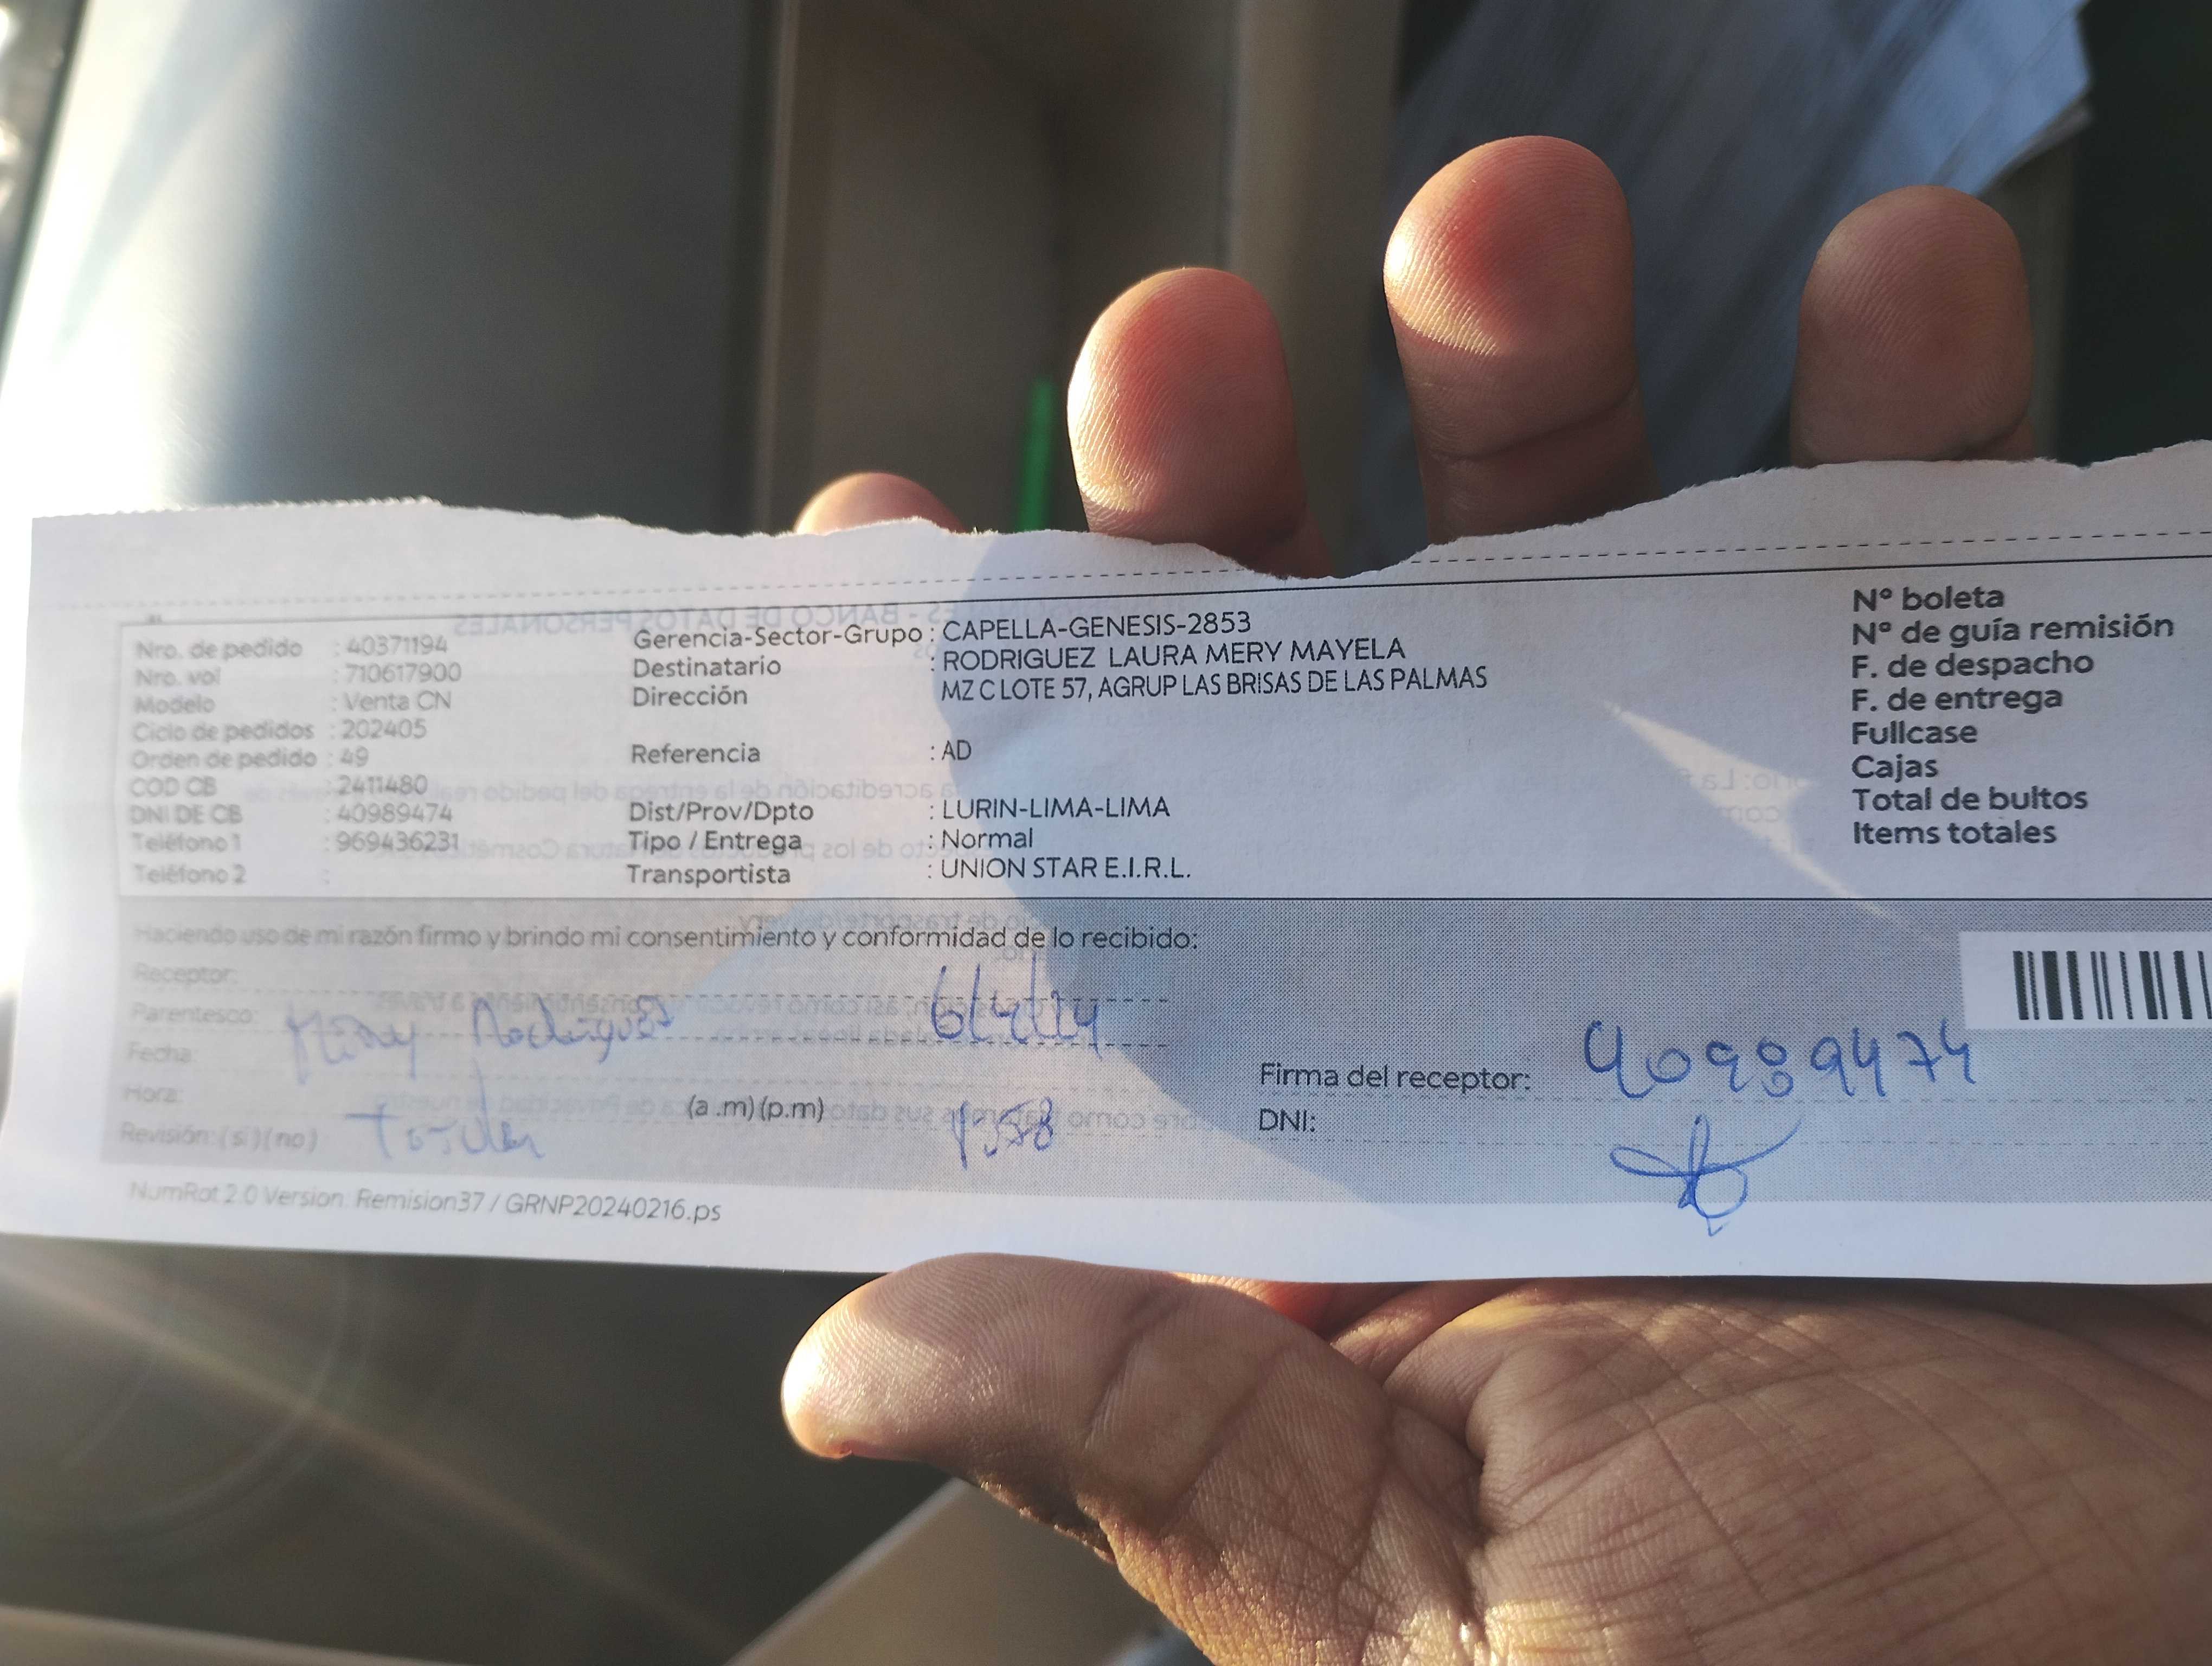 Nro. de pedido : 40371194
Nro. vol : 710617900
Modelo : Venta CN
Ciclo de pedidos : 202405
Orden de pedido : 49
COD CB : 2411480
DNI DE CB : 40989474
Teléfono 1 : 969436231
Teléfono 2 :
Gerencia-Sector-Grupo : CAPELLA-GENESIS-2853
Destinatario : RODRIGUEZ LAURA MERY MAYELA
Dirección MZ C LOTE 57, AGRUP LAS BRISAS DE LAS PALMAS
Referencia : AD
Dist/Prov/Dpto : LURIN-LIMA-LIMA
Tipo / Entrega : Normal
Transportista : UNION STAR E.I.R.L.
Nº boleta
Nº de guía remisión
F. de despacho
F. de entrega
Fullcase
Cajas
Total de bultos
Items totales
Haciendo uso de mi razón firmo y brindo mi consentimiento y conformidad de lo recibido:
Receptor:
Parentesco: Rodriguez
Fecha:
Hora: (a .m)(p.m)
Revisión: (si)(no) Titular
Firma del receptor: 40989474
DNI:
NumRot 2.0 Version: Remision37 / GRNP20240216.ps